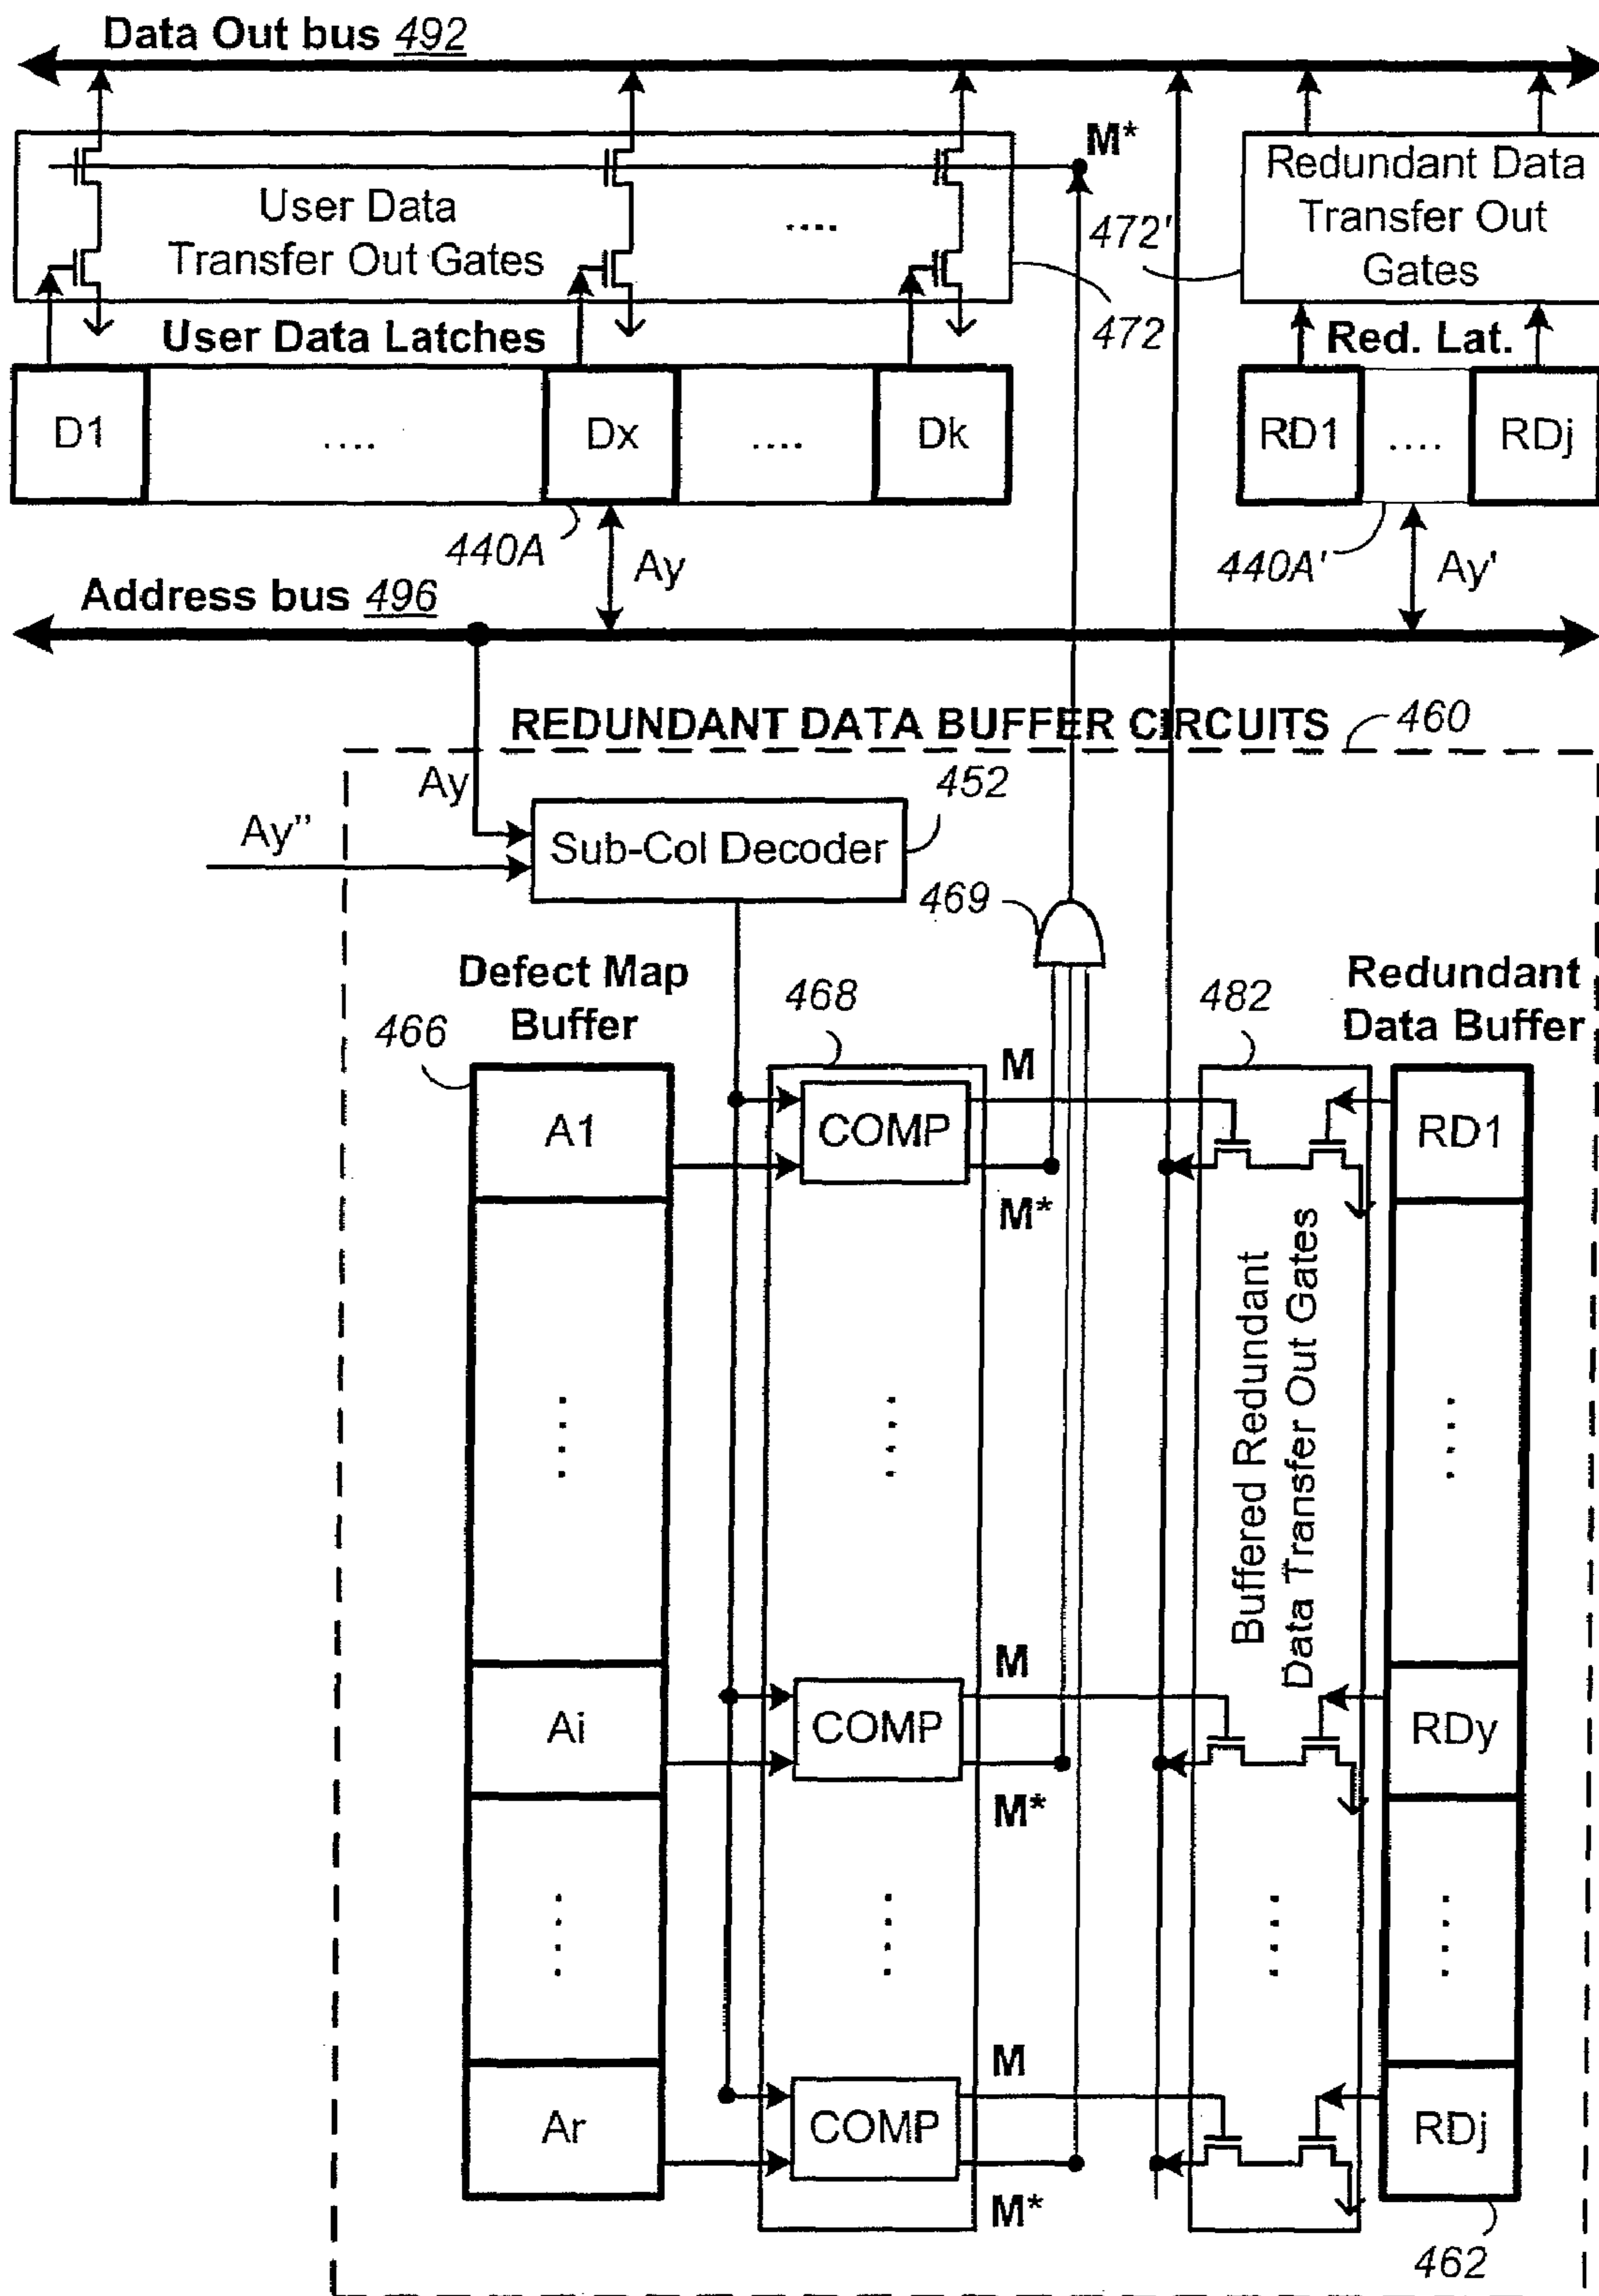 Data Out bus 492
M*
User Data
Transfer Out Gates
....
Redundant Data
Transfer Out
Gates
472'
472
User Data Latches
Red. Lat.
D1
....
Dx
....
Dk
RD1
....
RDj
440A
Ay
440A'
Ay'
Address bus 496
REDUNDANT DATA BUFFER CIRCUITS
460
Ay
452
Ay"
Sub-Col Decoder
469
Defect Map
Buffer
466
468
482
Redundant
Data Buffer
M
A1
COMP
RD1
M*
Buffered Redundant
Data Transfer Out Gates
M
Ai
COMP
RDy
M*
M
Ar
COMP
RDj
M*
462